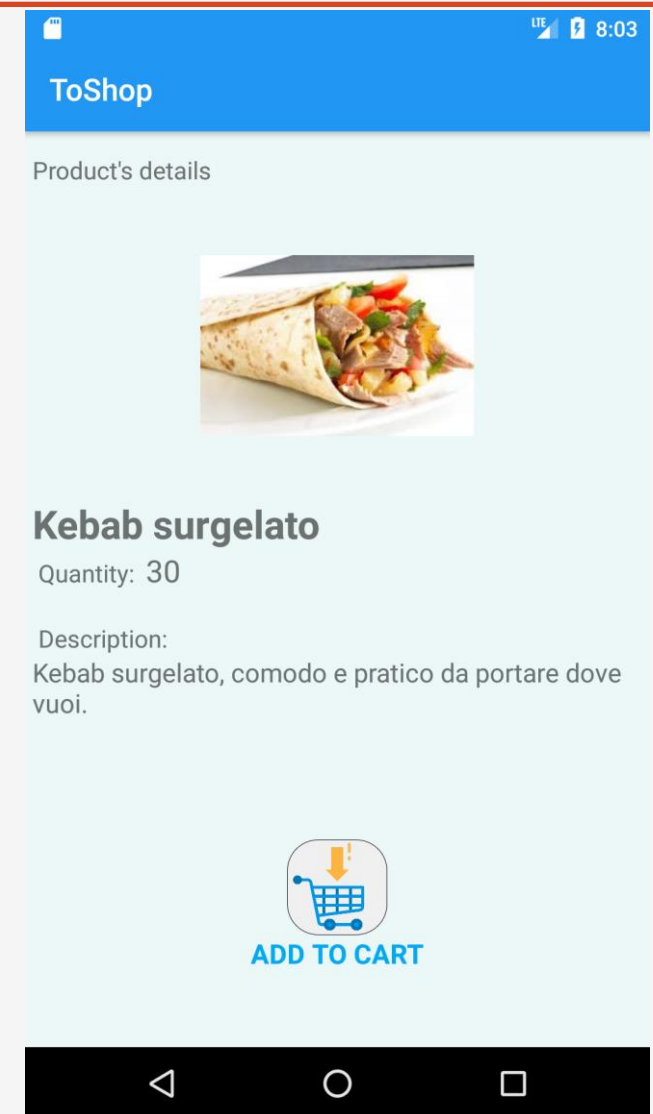 LTE 8:03
ToShop
Product's details
Kebab surgelato
Quantity: 30
Description:
Kebab surgelato, comodo e pratico da portare dove
vuoi.
ADD TO CART